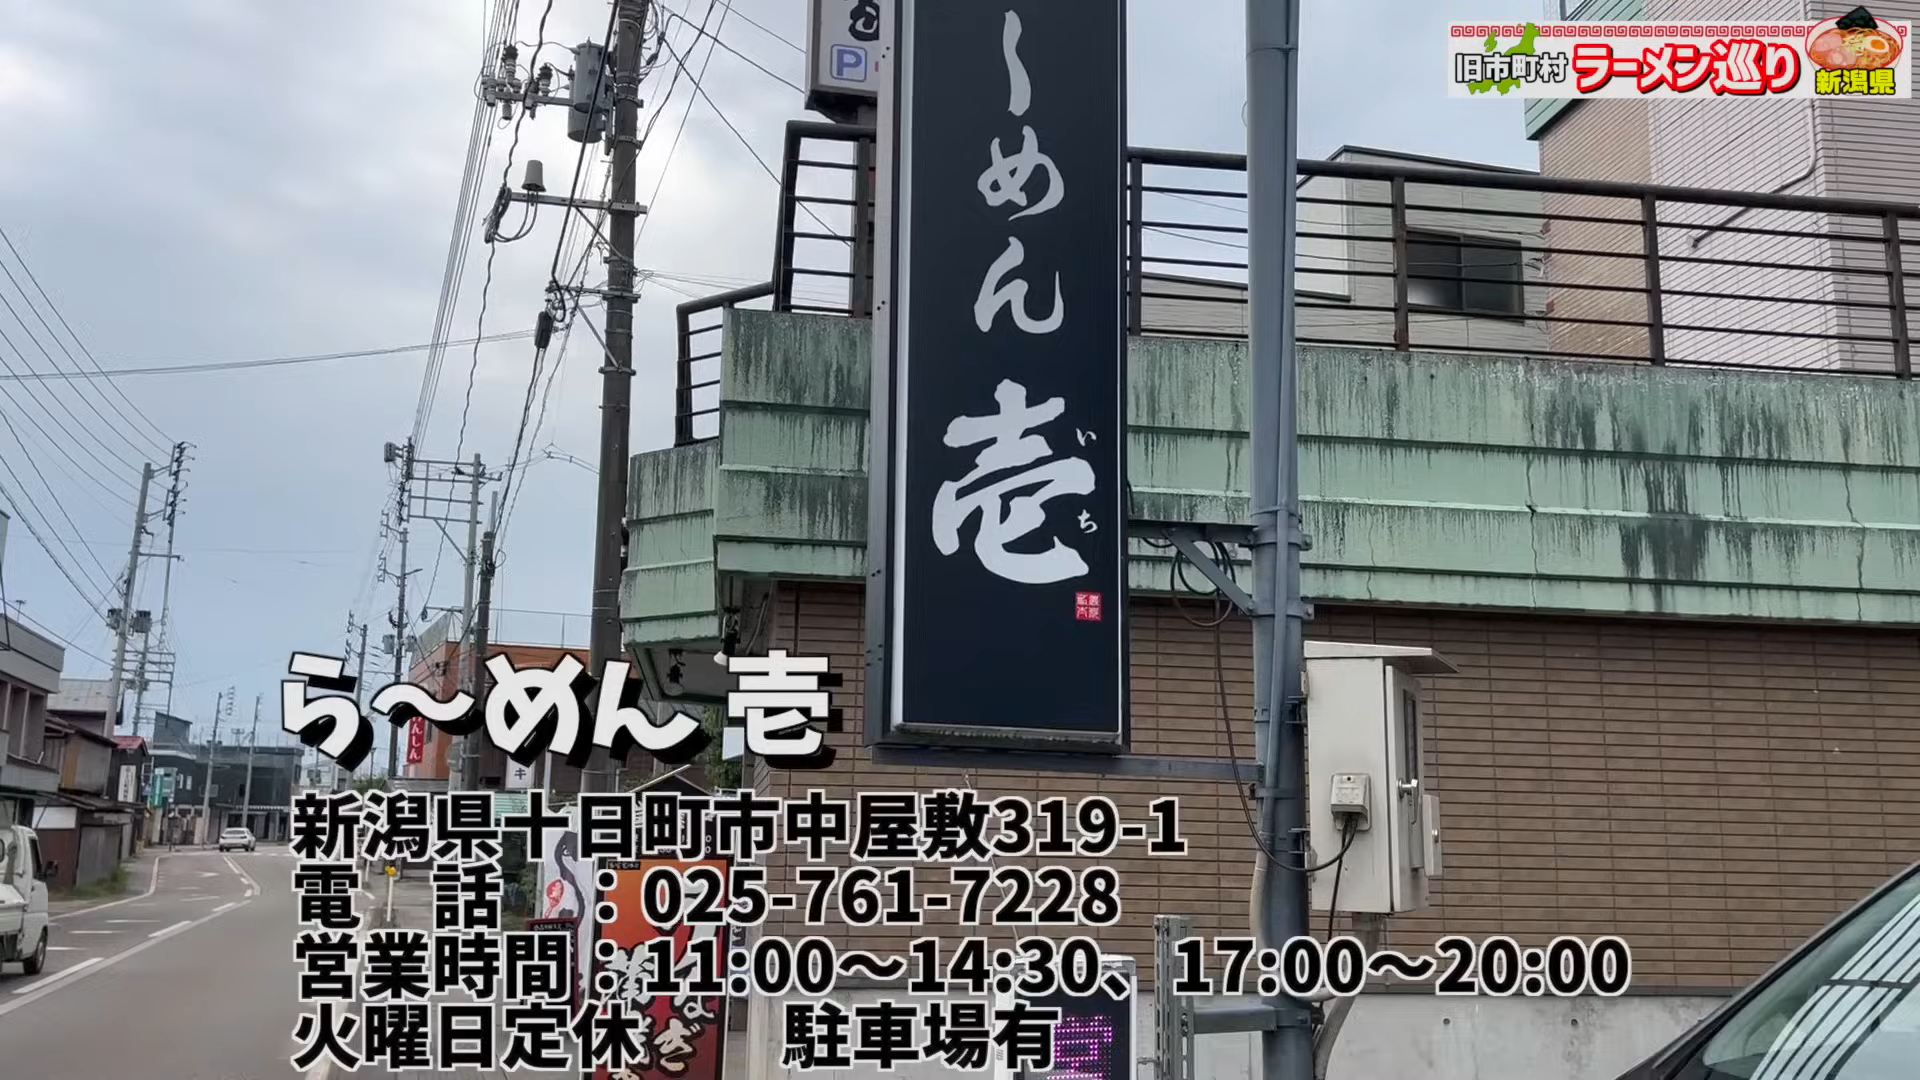 旧市町村 ラーメン巡り
新潟県
P
〜めん 壱
いち
ら〜めん 壱
新潟県十日町市中屋敷319-1
電 話 :025-761-7228
営業時間:11:00〜14:30、17:00〜20:00
火曜日定休 駐車場有